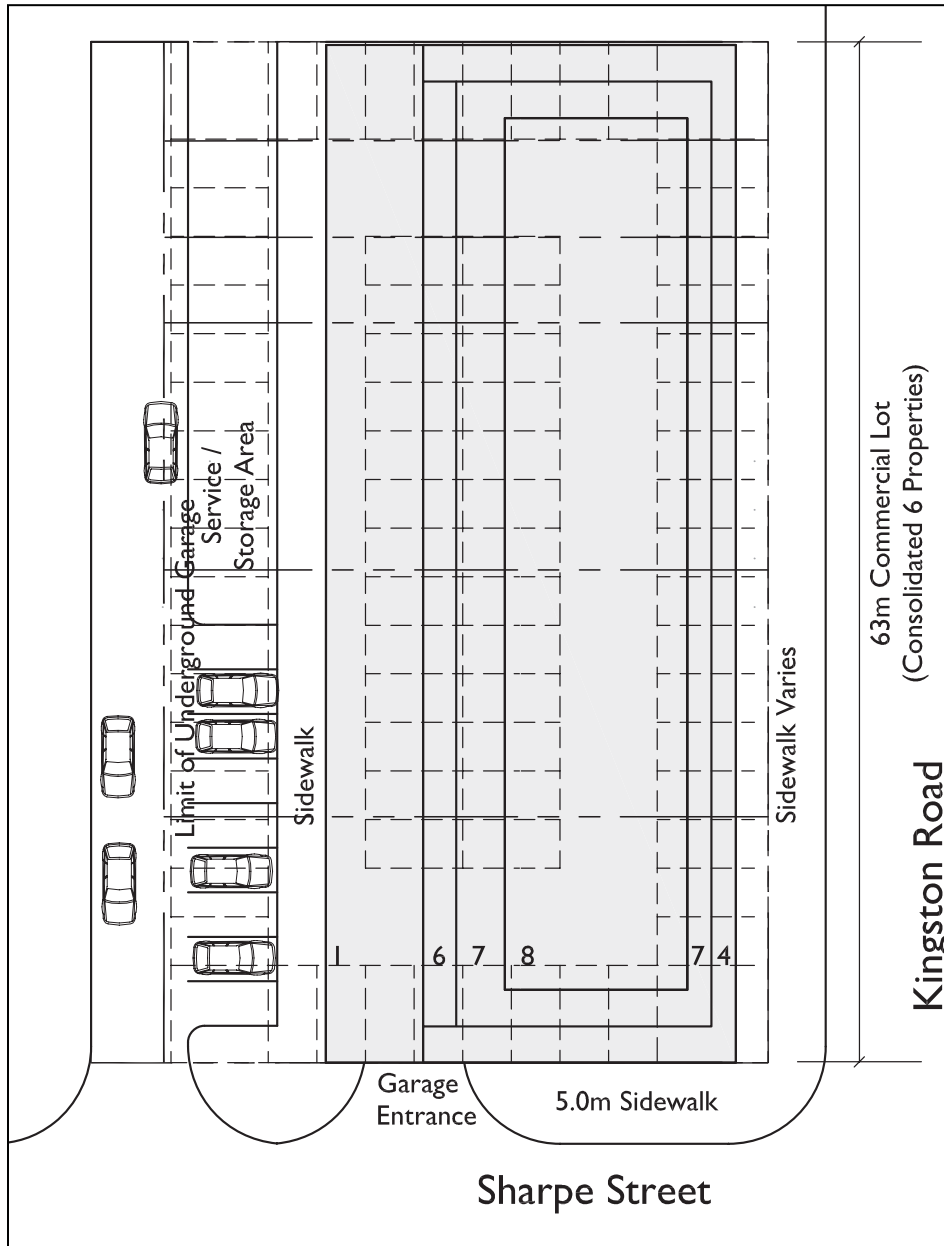 Limit of Underground Garage
Service /
Storage Area
Sidewalk
1 6 7 8 7 4
Sidewalk Varies
63m Commercial Lot
(Consolidated 6 Properties)
Kingston Road
Garage
Entrance
5.0m Sidewalk
Sharpe Street